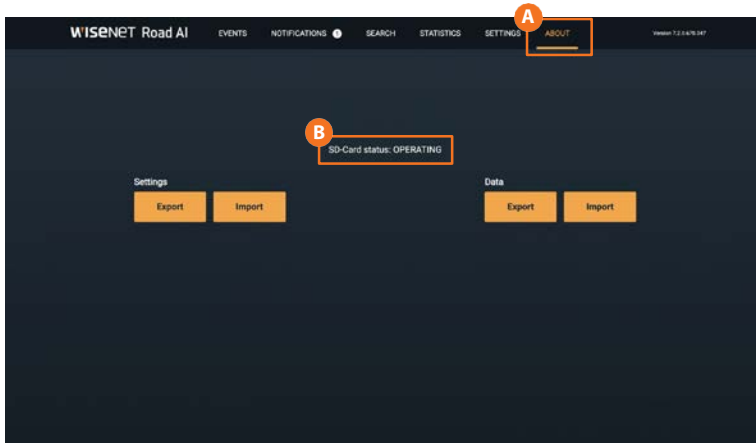 A
WISENET Road AI EVENTS NOTIFICATIONS 1 SEARCH STATISTICS SETTINGS ABOUT
B
SD-Card status: OPERATING
Settings Data
Export Import Export Import